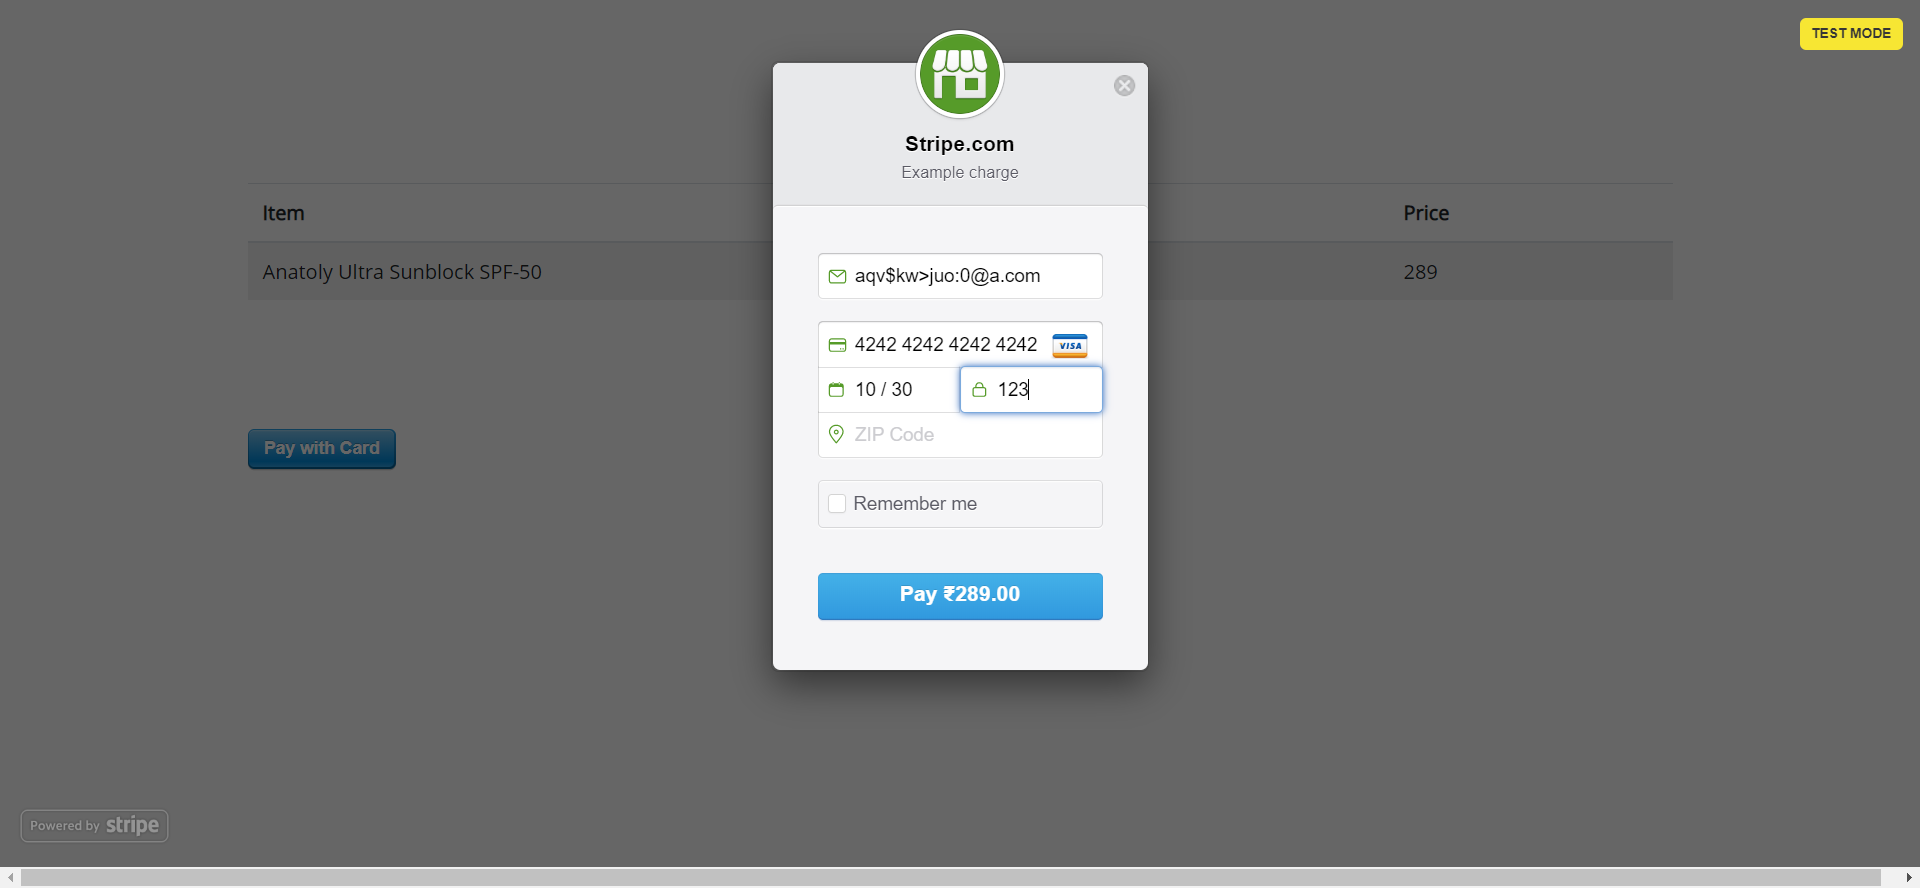 TEST MODE
Stripe.com
Example charge
Item Price
Anatoly Ultra Sunblock SPF-50 289
aqv$kw>juo:0@a.com
4242 4242 4242 4242 VISA
10 / 30 123
ZIP Code
Pay with Card
Remember me
Pay ₹289.00
Powered by stripe